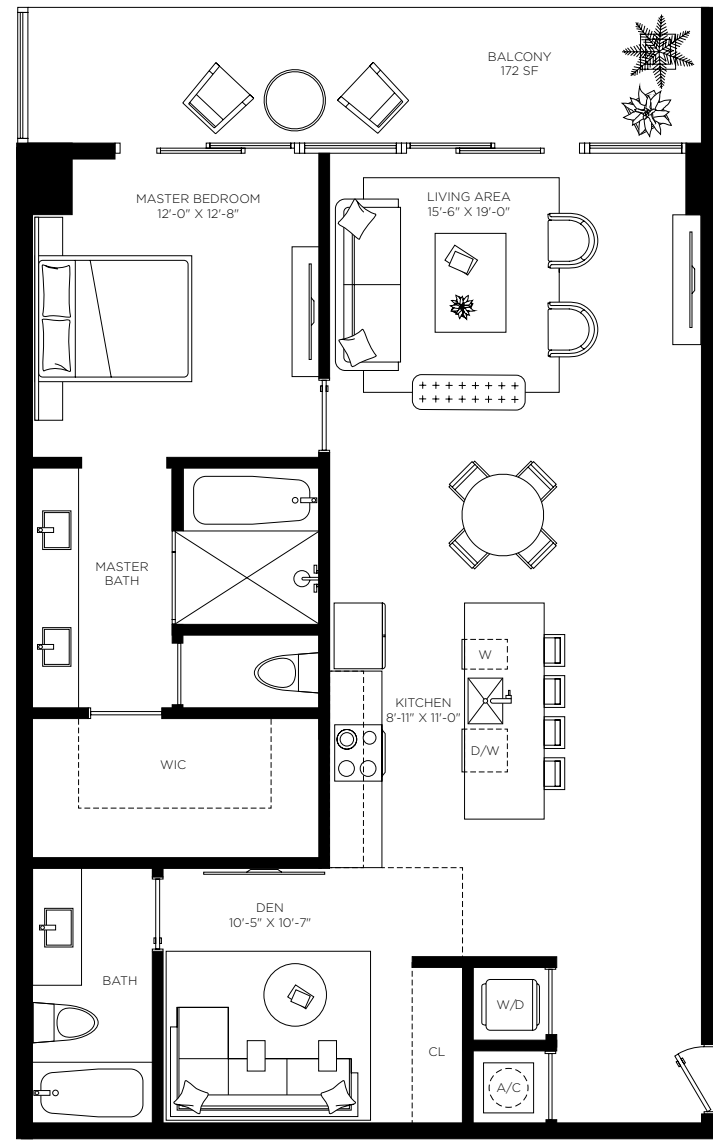 BALCONY
172 SF
MASTER BEDROOM
12'-0" X 12'-8"
LIVING AREA
15'-6" X 19'-0"
MASTER
BATH
W
KITCHEN
8'-11" X 11'-0"
D/W
WIC
DEN
10'-5" X 10'-7"
BATH
W/D
CL
A/C